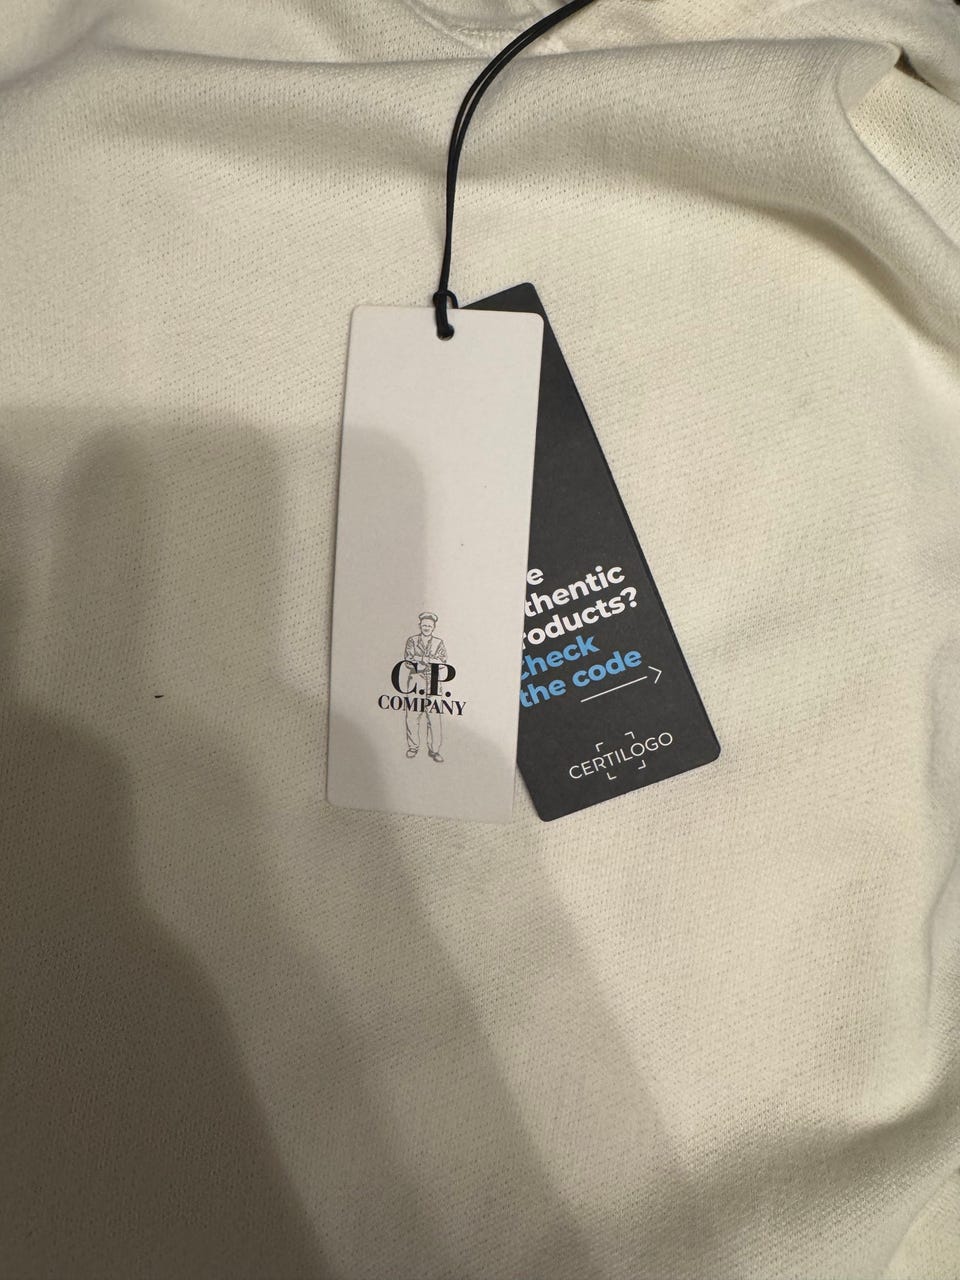 C.P.
COMPANY
e
thentic
roducts?
check
the code
CERTILOGO